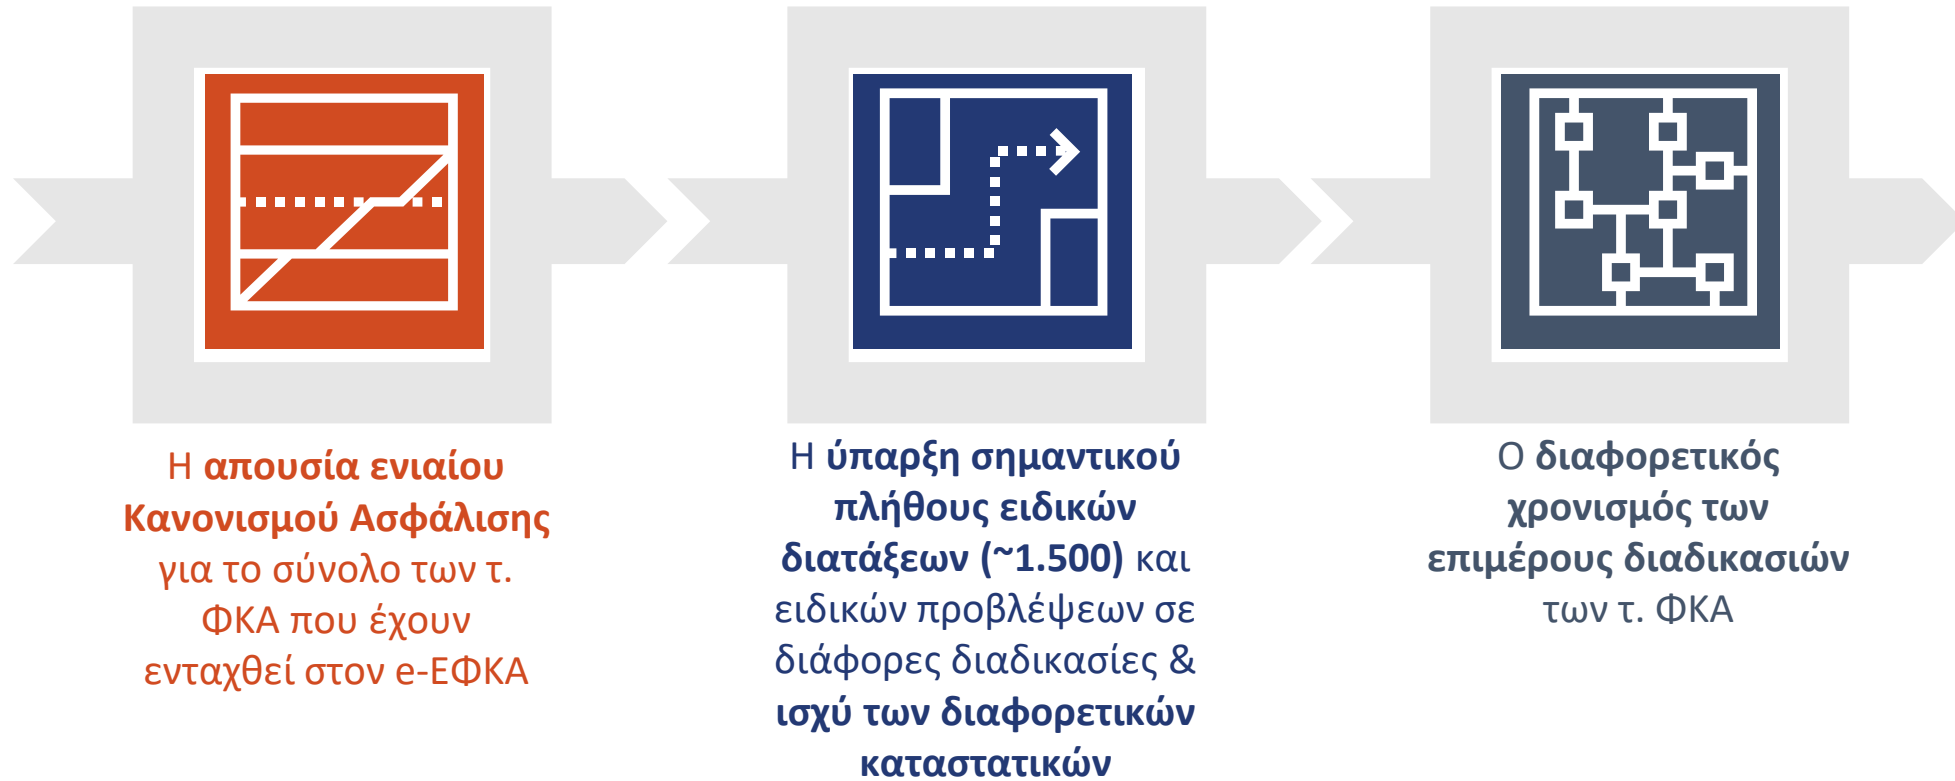 Η απουσία ενιαίου
Κανονισμού Ασφάλισης
για το σύνολο των τ.
ΦΚΑ που έχουν
ενταχθεί στον e-ΕΦΚΑ
Η ύπαρξη σημαντικού
πλήθους ειδικών
διατάξεων (~1.500) και
ειδικών προβλέψεων σε
διάφορες διαδικασίες &
ισχύ των διαφορετικών
καταστατικών
Ο διαφορετικός
χρονισμός των
επιμέρους διαδικασιών
των τ. ΦΚΑ